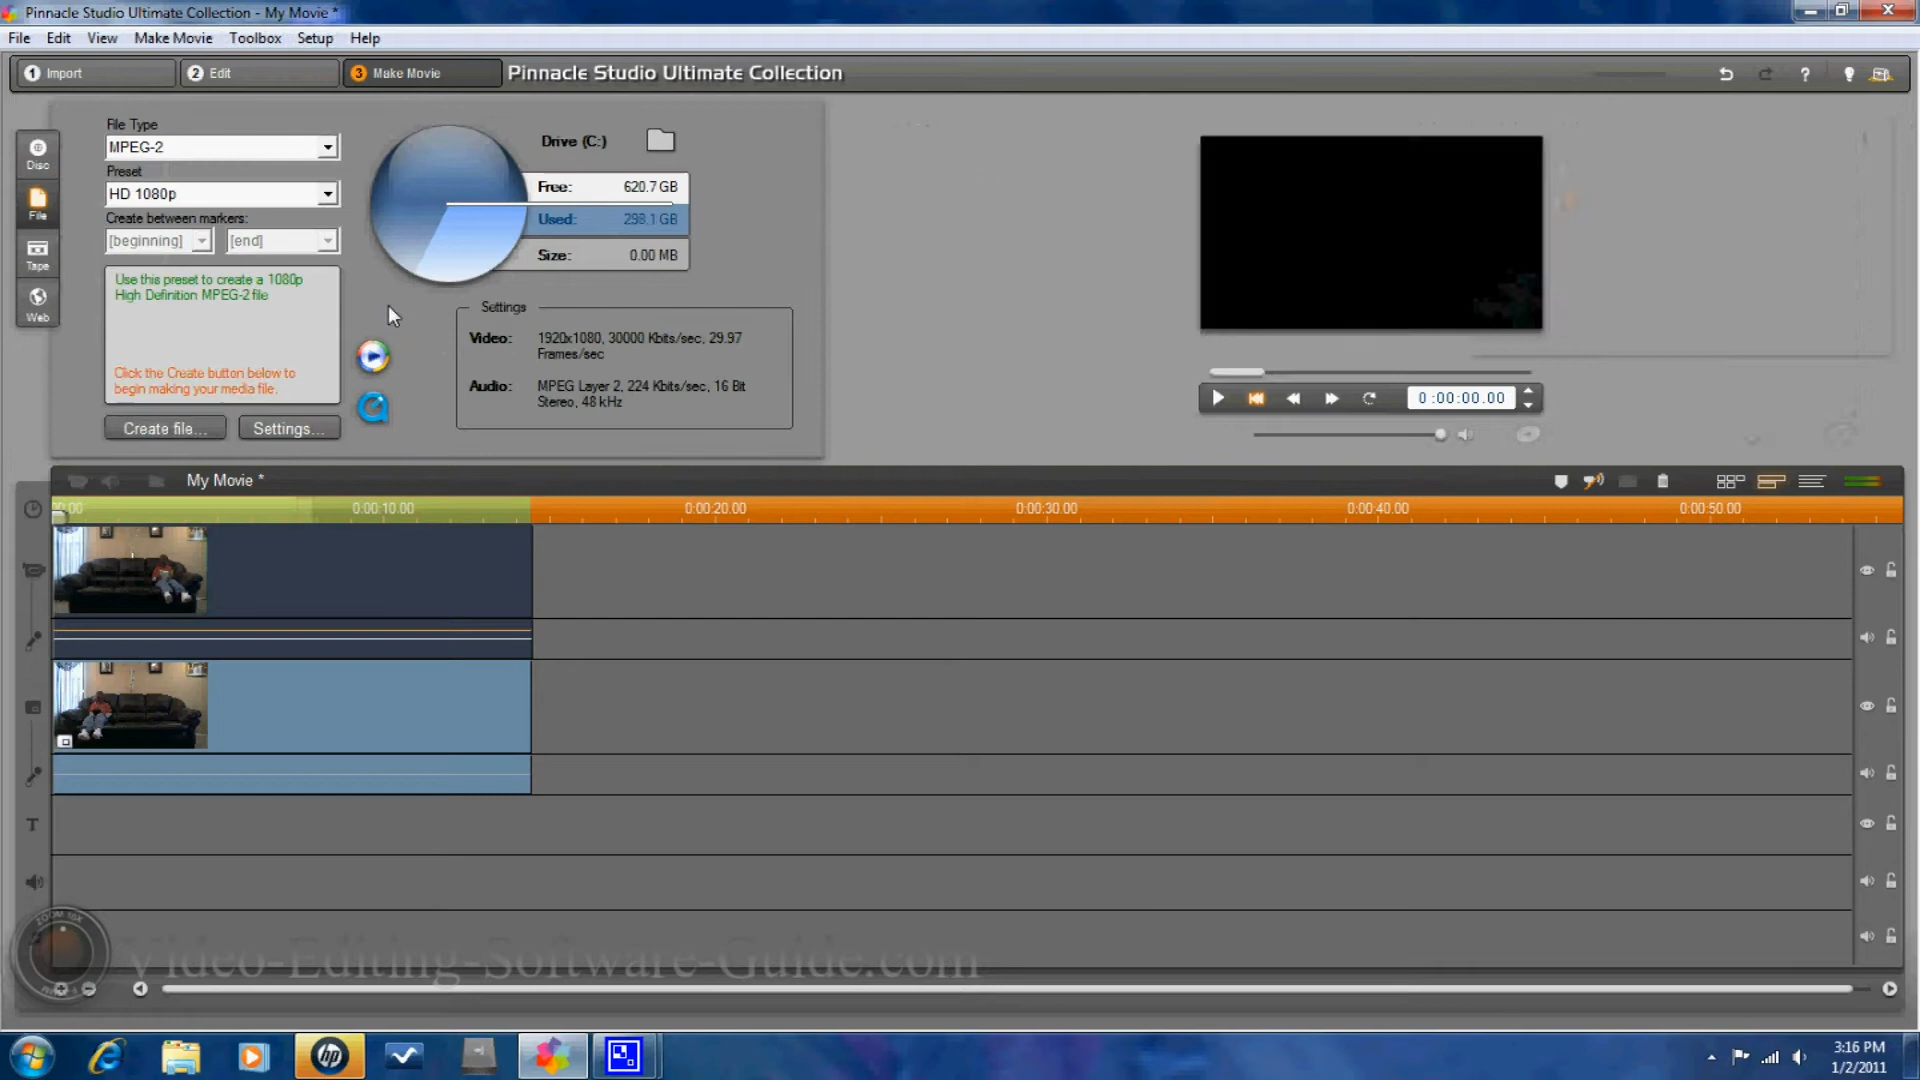 Pinnacle Studio Ultimate Collection - My Movie *
File Edit View Make Movie Toolbox Setup Help
1 Import 2 Edit 3 Make Movie Pinnacle Studio Ultimate Collection ?
File Type
MPEG-2
Preset
HD 1080p
Create between markers:
[beginning] [end]
Use this preset to create a 1080p
High Definition MPEG-2 file
Click the Create button below to
begin making your media file.
Create file... Settings...
Disc
File
Tape
Web
Drive (C:)
Free: 620.7 GB
Used: 298.1 GB
Size: 0.00 MB
Settings
Video: 1920x1080, 30000 Kbits/sec, 29.97
Frames/sec
Audio: MPEG Layer 2, 224 Kbits/sec, 16 Bit
Stereo, 48 kHz
0:00:00.00
My Movie *
0:00:10.00 0:00:20.00 0:00:30.00 0:00:40.00 0:00:50.00
T
Video-Editing-Software-Guide.com
hp
3:16 PM
1/2/2011